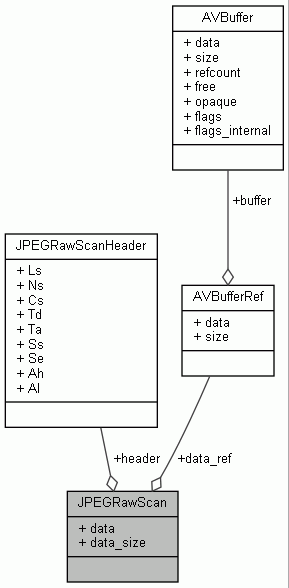 AVBuffer
+ data
+ size
+ refcount
+ free
+ opaque
+ flags
+ flags_internal
+buffer
JPEGRawScanHeader
+ Ls
+ Ns
+ Cs
+ Td
+ Ta
+ Ss
+ Se
+ Ah
+ Al
AVBufferRef
+ data
+ size
+header
+data_ref
JPEGRawScan
+ data
+ data_size